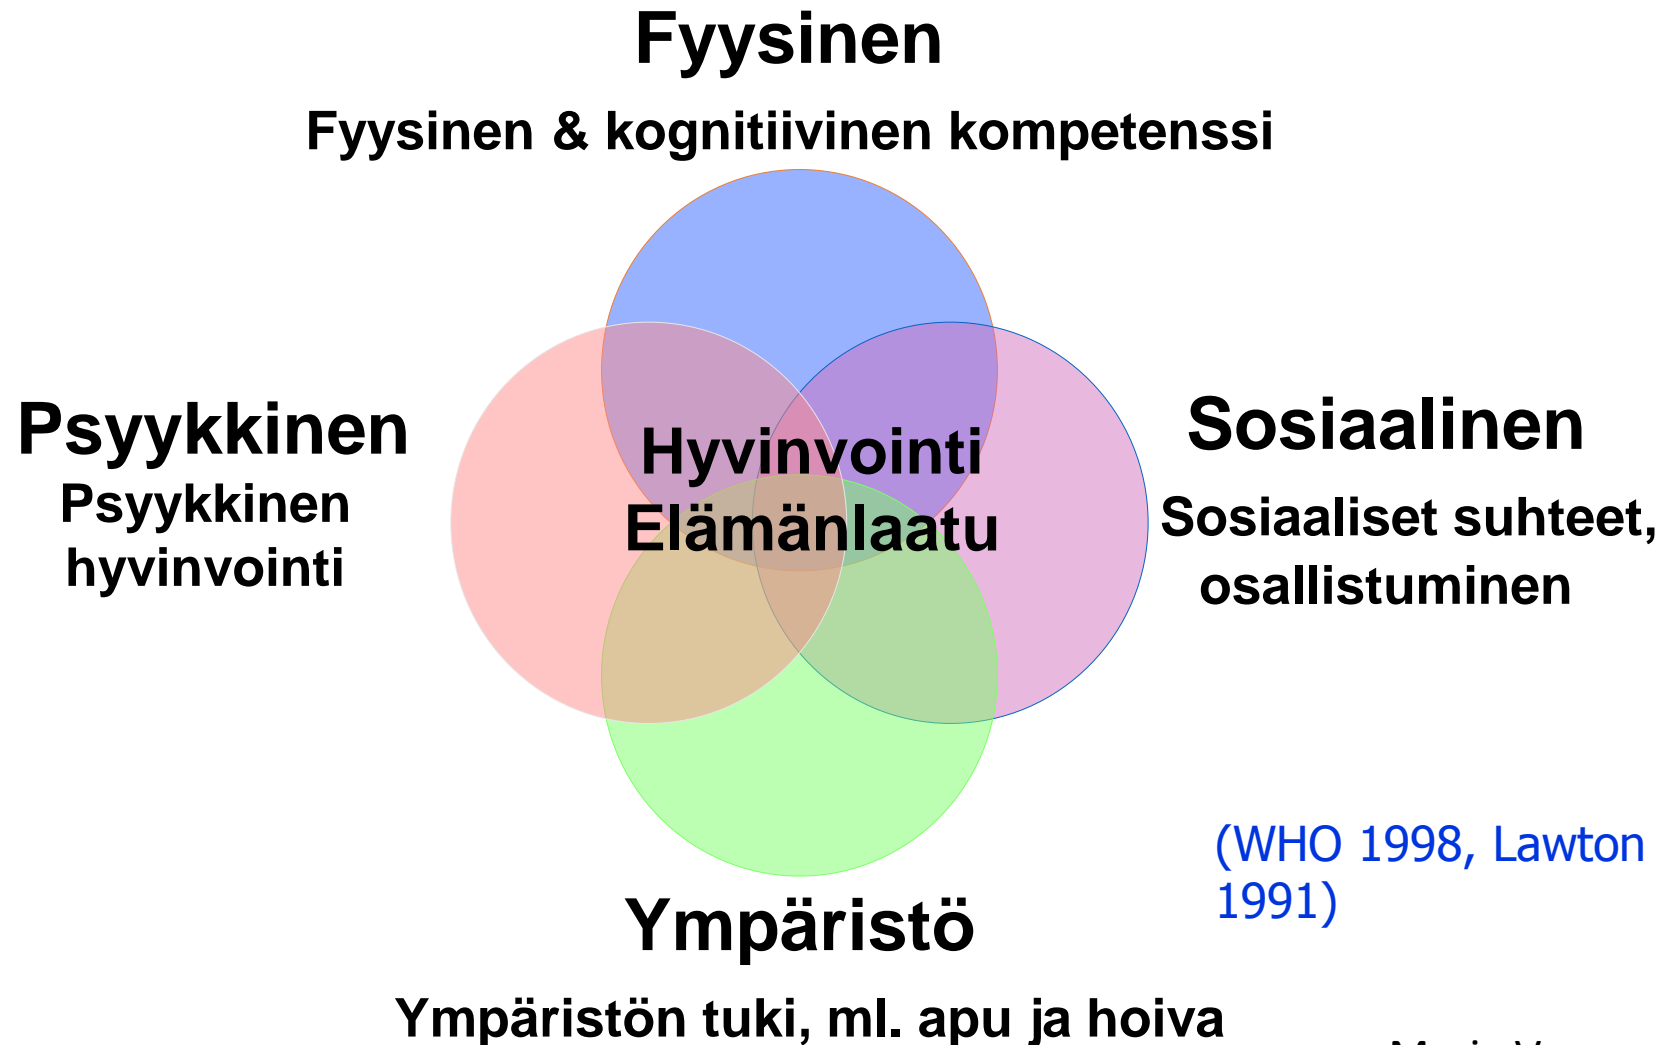 Fyysinen
Fyysinen & kognitiivinen kompetenssi
Psyykkinen
Psyykkinen
hyvinvointi
Hyvinvointi
Elämänlaatu
Sosiaalinen
Sosiaaliset suhteet,
osallistuminen
(WHO 1998, Lawton
1991)
Ympäristö
Ympäristön tuki, ml. apu ja hoiva